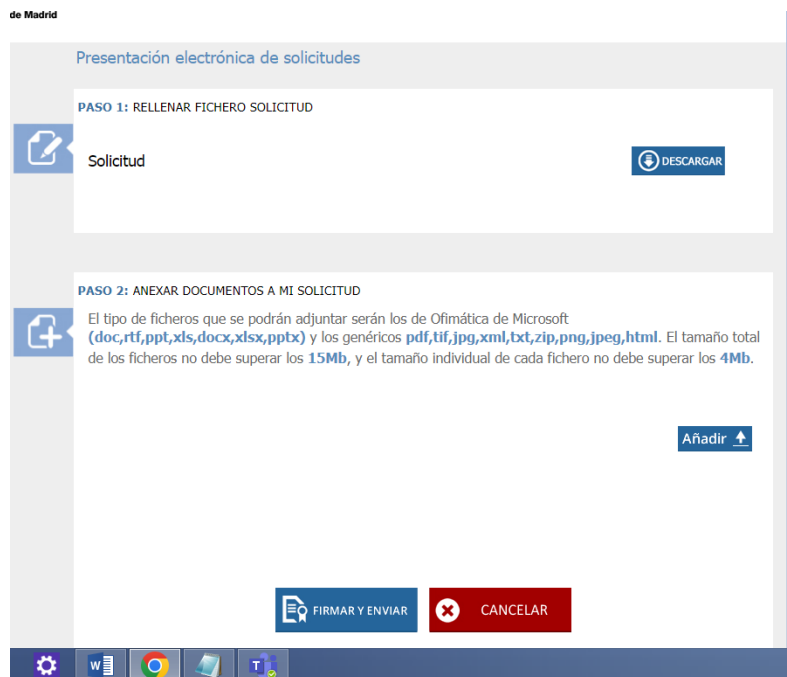 de Madrid
Presentación electrónica de solicitudes
PASO 1: RELLENAR FICHERO SOLICITUD
Solicitud
DESCARGAR
PASO 2: ANEXAR DOCUMENTOS A MI SOLICITUD
El tipo de ficheros que se podrán adjuntar serán los de Ofimática de Microsoft
(doc,rtf,ppt,xls,docx,xlsx,pptx) y los genéricos pdf,tif,jpg,xml,txt,zip,png,jpeg,html. El tamaño total
de los ficheros no debe superar los 15Mb, y el tamaño individual de cada fichero no debe superar los 4Mb.
Añadir
FIRMAR Y ENVIAR
CANCELAR
W
T